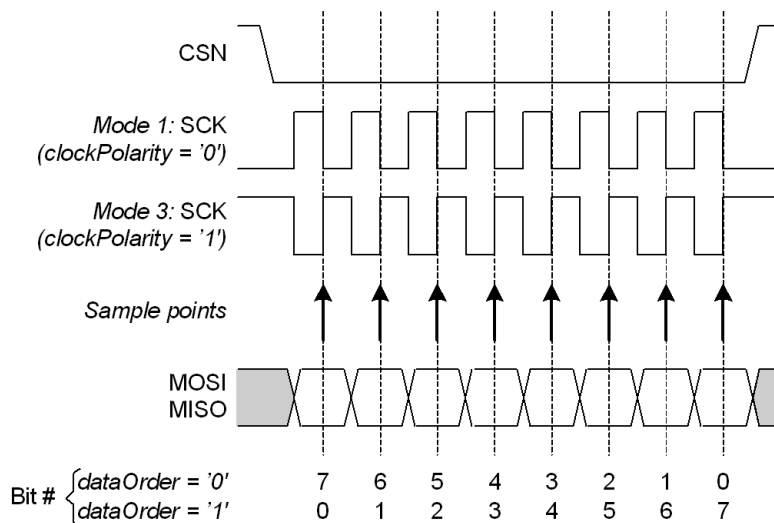 CSN
Mode 1: SCK
(clockPolarity = '0')
Mode 3: SCK
(clockPolarity = '1')
Sample points
MOSI
MISO
Bit # { dataOrder = '0' 7 6 5 4 3 2 1 0
dataOrder = '1' 0 1 2 3 4 5 6 7